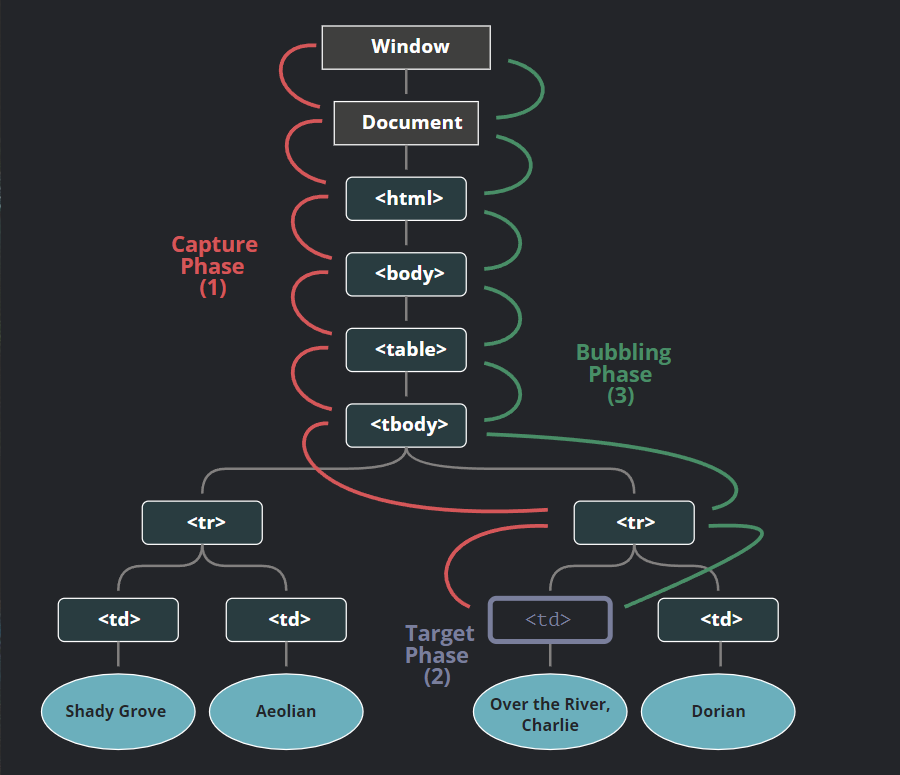 Window
Document
<html>
Capture
Phase
(1)
<body>
<table>
Bubbling
Phase
(3)
<tbody>
<tr>
<tr>
<td>
<td>
<td>
<td>
Target
Phase
(2)
Shady Grove
Aeolian
Over the River,
Charlie
Dorian